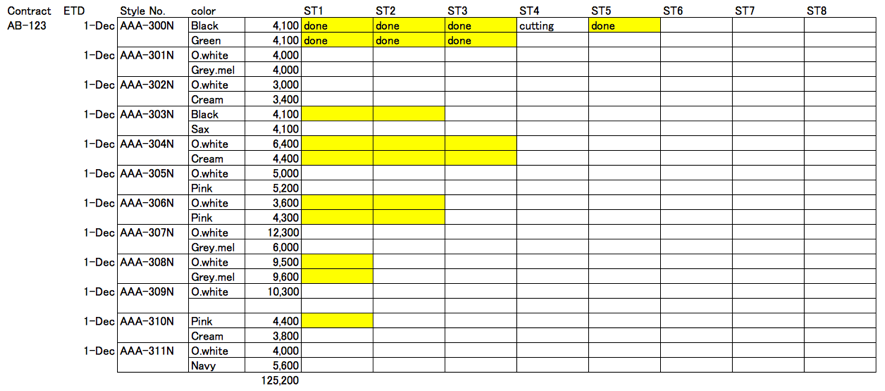 Contract ETD Style No. color ST1 ST2 ST3 ST4 ST5 ST6 ST7 ST8
AB-123 1-Dec AAA-300N Black 4,100 done done done cutting done
Green 4,100 done done done
1-Dec AAA-301N O.white 4,000
Grey.mel 4,000
1-Dec AAA-302N O.white 3,000
Cream 3,400
1-Dec AAA-303N Black 4,100
Sax 4,100
1-Dec AAA-304N O.white 6,400
Cream 4,400
1-Dec AAA-305N O.white 5,000
Pink 5,200
1-Dec AAA-306N O.white 3,600
Pink 4,300
1-Dec AAA-307N O.white 12,300
Grey.mel 6,000
1-Dec AAA-308N O.white 9,500
Grey.mel 9,600
1-Dec AAA-309N O.white 10,300
1-Dec AAA-310N Pink 4,400
Cream 3,800
1-Dec AAA-311N O.white 4,000
Navy 5,600
125,200